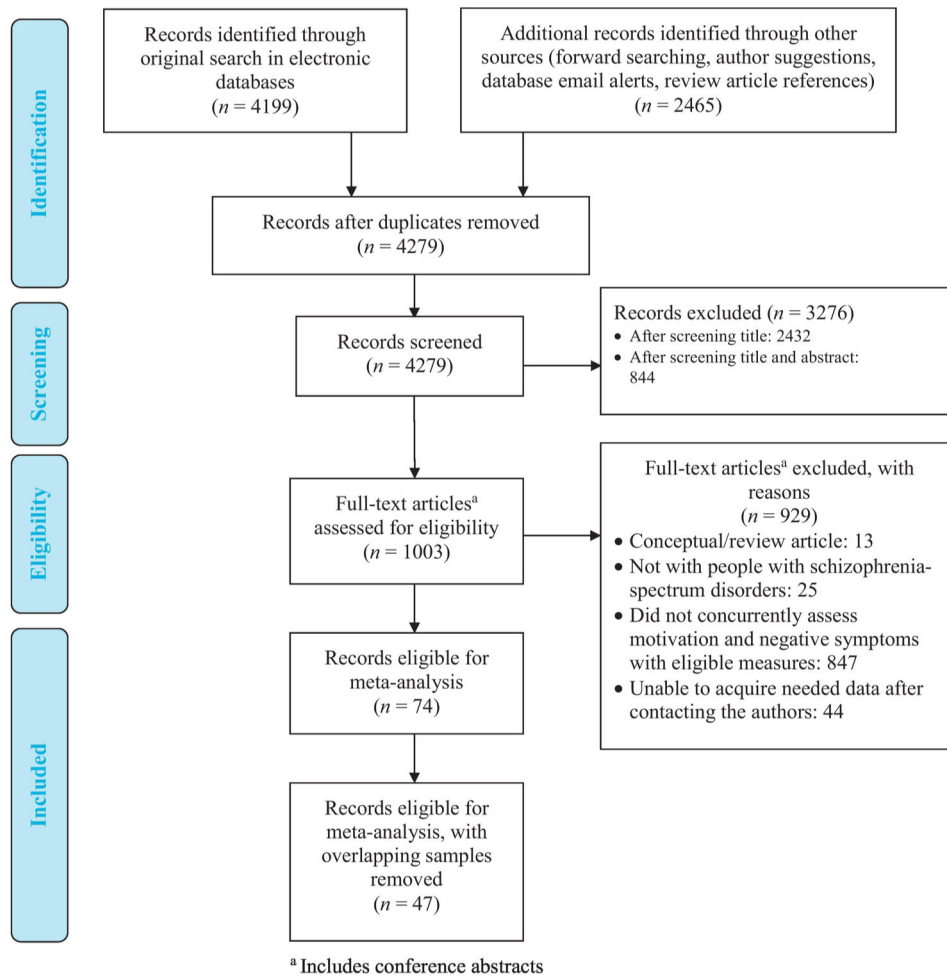 Identification
Records identified through
original search in electronic
databases
(n = 4199)
Additional records identified through other
sources (forward searching, author suggestions,
database email alerts, review article references)
(n = 2465)
Records after duplicates removed
(n = 4279)
Screening
Records screened
(n = 4279)
Records excluded (n = 3276)
• After screening title: 2432
• After screening title and abstract:
844
Eligibility
Full-text articlesᵃ
assessed for eligibility
(n = 1003)
Full-text articlesᵃ excluded, with
reasons
(n = 929)
• Conceptual/review article: 13
• Not with people with schizophrenia-
spectrum disorders: 25
• Did not concurrently assess
motivation and negative symptoms
with eligible measures: 847
• Unable to acquire needed data after
contacting the authors: 44
Included
Records eligible for
meta-analysis
(n = 74)
Records eligible for
meta-analysis, with
overlapping samples
removed
(n = 47)
ᵃ Includes conference abstracts